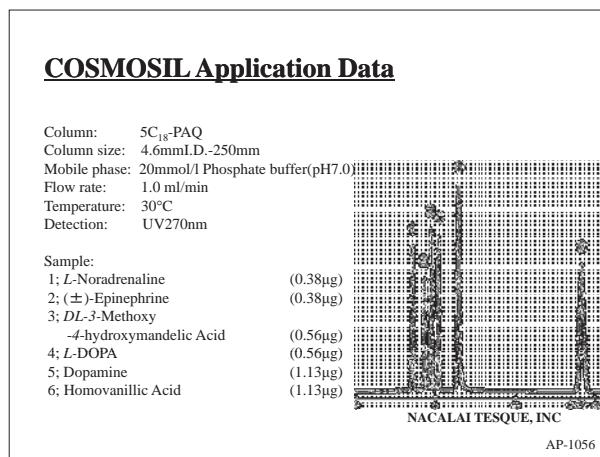 COSMOSIL Application Data
Column: 5C₁₈-PAQ
Column size: 4.6mmI.D.-250mm
Mobile phase: 20mmol/l Phosphate buffer(pH7.0)
Flow rate: 1.0 ml/min
Temperature: 30°C
Detection: UV270nm
Sample:
1; L-Noradrenaline (0.38µg)
2; (±)-Epinephrine (0.38µg)
3; DL-3-Methoxy
-4-hydroxymandelic Acid (0.56µg)
4; L-DOPA (0.56µg)
5; Dopamine (1.13µg)
6; Homovanillic Acid (1.13µg)
NACALAI TESQUE, INC
AP-1056